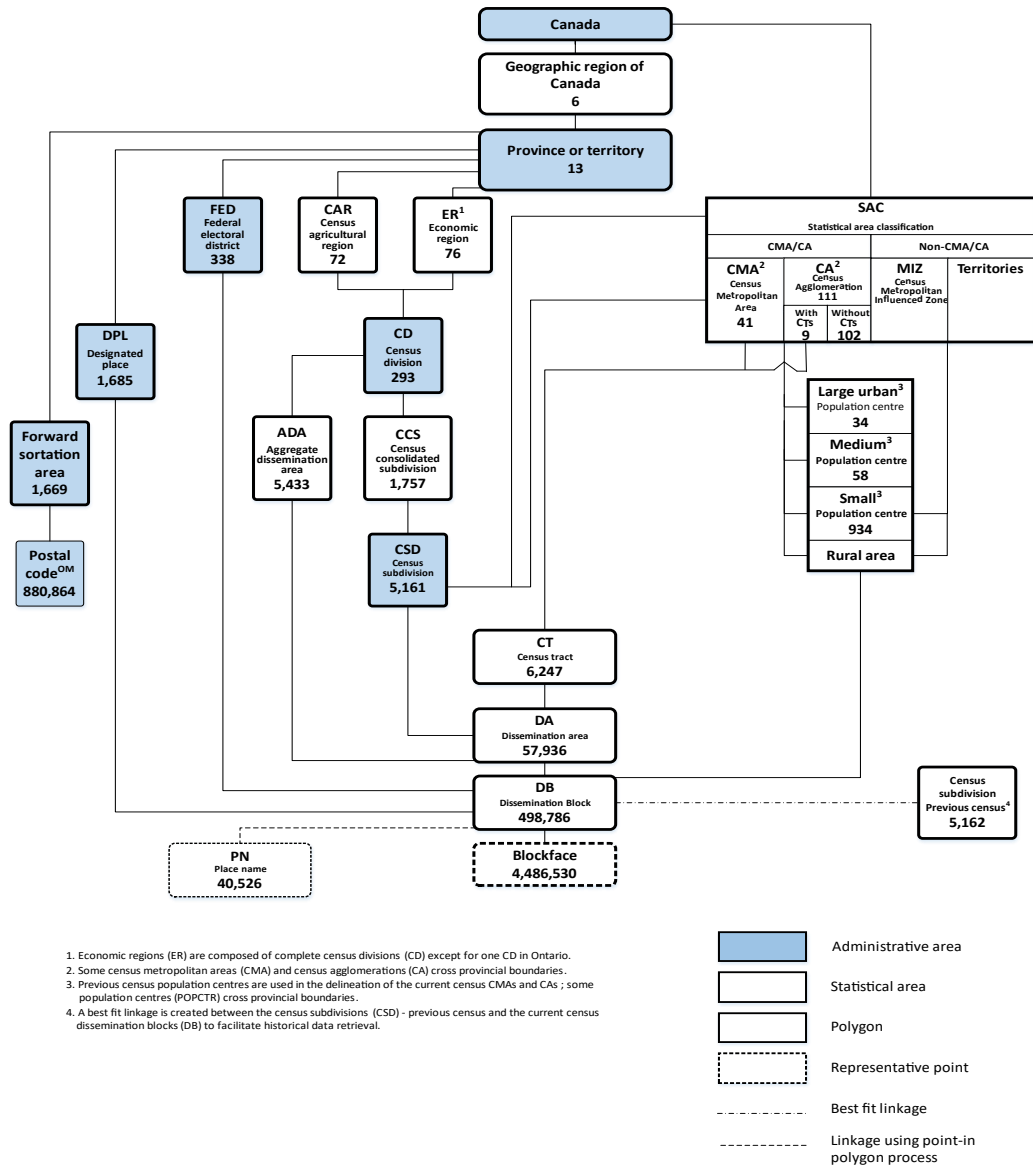 Canada
Geographic region of
Canada
6
Province or territory
13
FED
Federal
electoral
district
338
CAR
Census
agricultural
region
72
ER¹
Economic
region
76
SAC
Statistical area classification
CMA/CA
Non-CMA/CA
CMA²
Census
Metropolitan
Area
41
CA²
Census
Agglomeration
111
With
CTs
9
Without
CTs
102
MIZ
Census
Metropolitan
Influenced Zone
Territories
DPL
Designated
place
1,685
CD
Census
division
293
Large urban³
Population centre
34
Medium³
Population centre
58
Small³
Population centre
934
Rural area
Forward
sortation
area
1,669
ADA
Aggregate
dissemination
area
5,433
CCS
Census
consolidated
subdivision
1,757
Postal
codeᴼᴹ
880,864
CSD
Census
subdivision
5,161
CT
Census tract
6,247
DA
Dissemination area
57,936
DB
Dissemination Block
498,786
Census
subdivision
Previous census⁴
5,162
PN
Place name
40,526
Blockface
4,486,530
1. Economic regions (ER) are composed of complete census divisions (CD) except for one CD in Ontario.
2. Some census metropolitan areas (CMA) and census agglomerations (CA) cross provincial boundaries.
3. Previous census population centres are used in the delineation of the current census CMAs and CAs ; some
population centres (POPCTR) cross provincial boundaries.
4. A best fit linkage is created between the census subdivisions (CSD) - previous census and the current census
dissemination blocks (DB) to facilitate historical data retrieval.
Administrative area
Statistical area
Polygon
Representative point
Best fit linkage
Linkage using point-in
polygon process